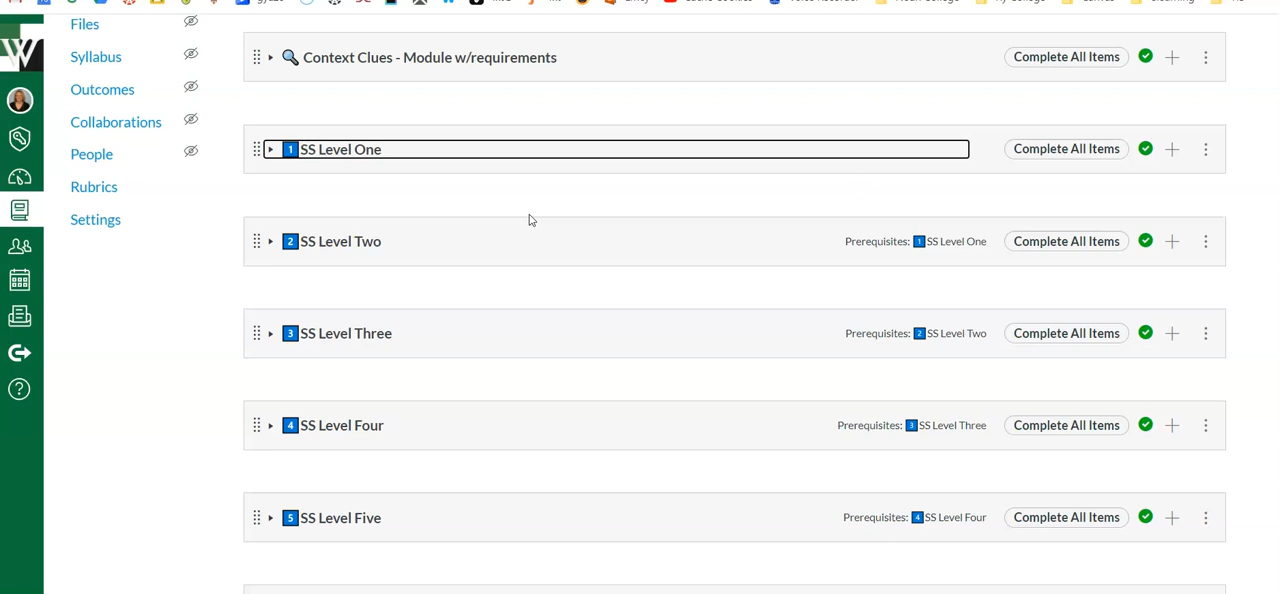 Files
Syllabus
Outcomes
Collaborations
People
Rubrics
Settings
W
🔍 Context Clues - Module w/requirements Complete All Items
1 SS Level One Complete All Items
2 SS Level Two Prerequisites: 1 SS Level One Complete All Items
3 SS Level Three Prerequisites: 2 SS Level Two Complete All Items
4 SS Level Four Prerequisites: 3 SS Level Three Complete All Items
5 SS Level Five Prerequisites: 4 SS Level Four Complete All Items